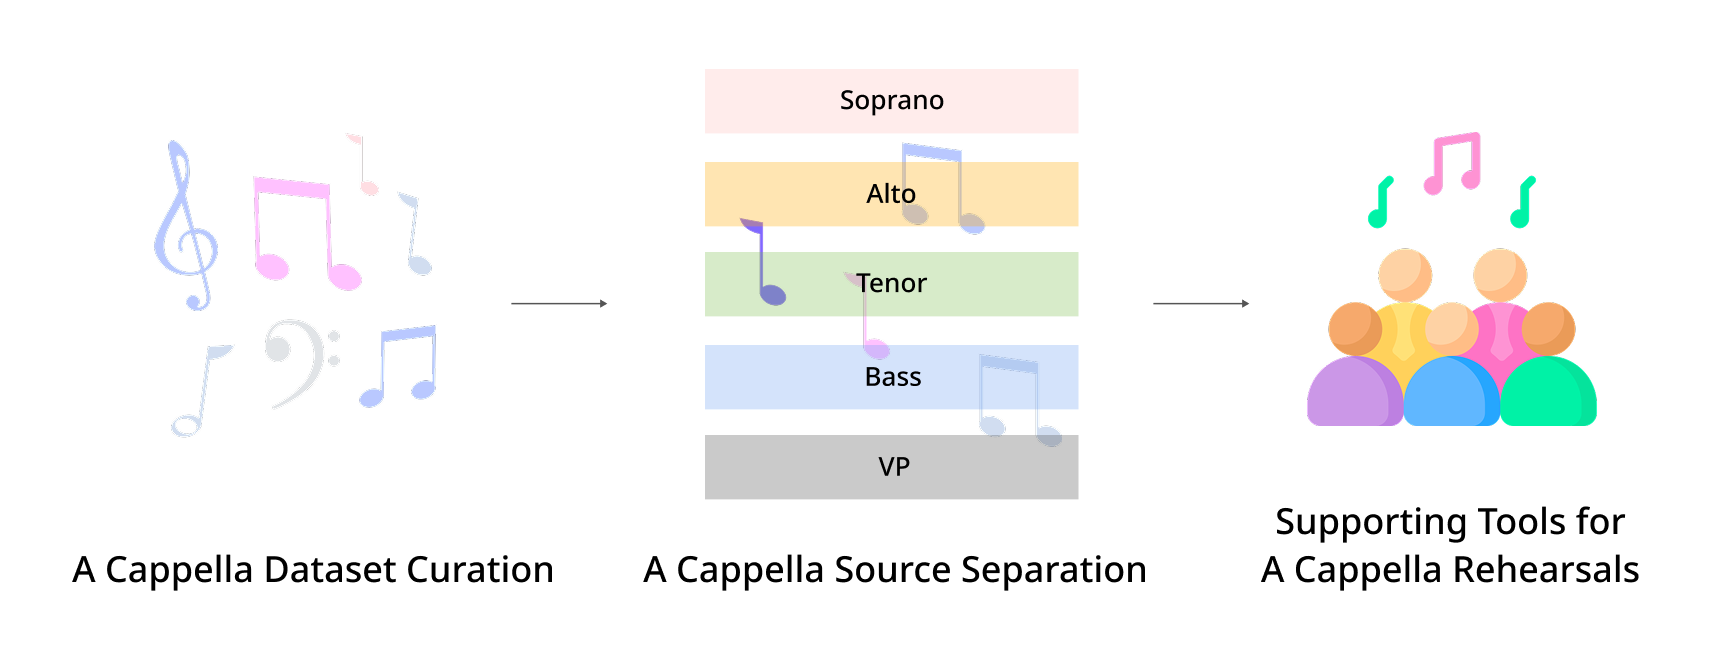 Soprano
Alto
Tenor
Bass
VP
A Cappella Dataset Curation
A Cappella Source Separation
Supporting Tools for
A Cappella Rehearsals